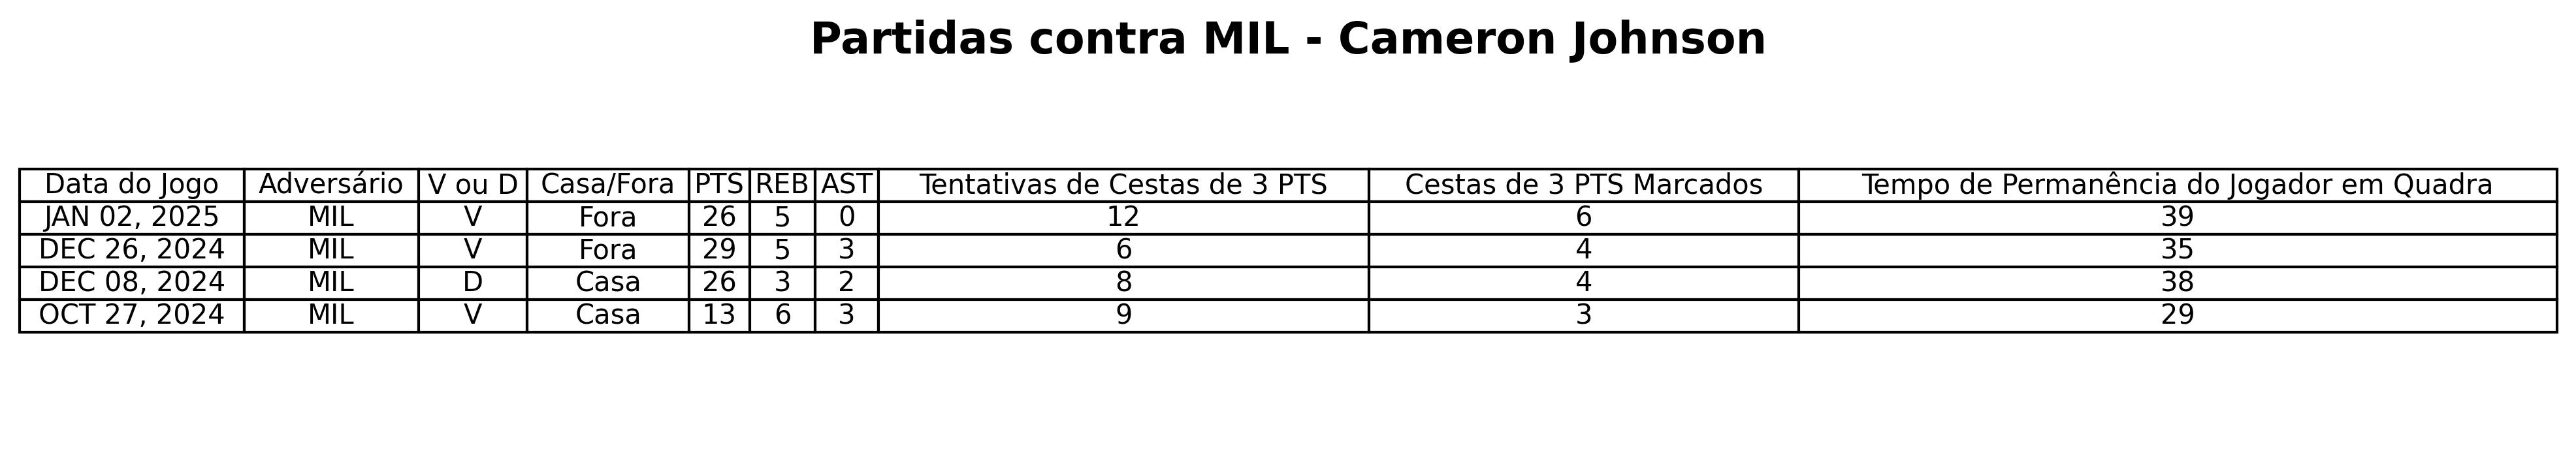 Partidas contra MIL - Cameron Johnson
Data do Jogo Adversário V ou D Casa/Fora PTS REB AST Tentativas de Cestas de 3 PTS Cestas de 3 PTS Marcados Tempo de Permanência do Jogador em Quadra
JAN 02, 2025 MIL V Fora 26 5 0 12 6 39
DEC 26, 2024 MIL V Fora 29 5 3 6 4 35
DEC 08, 2024 MIL D Casa 26 3 2 8 4 38
OCT 27, 2024 MIL V Casa 13 6 3 9 3 29